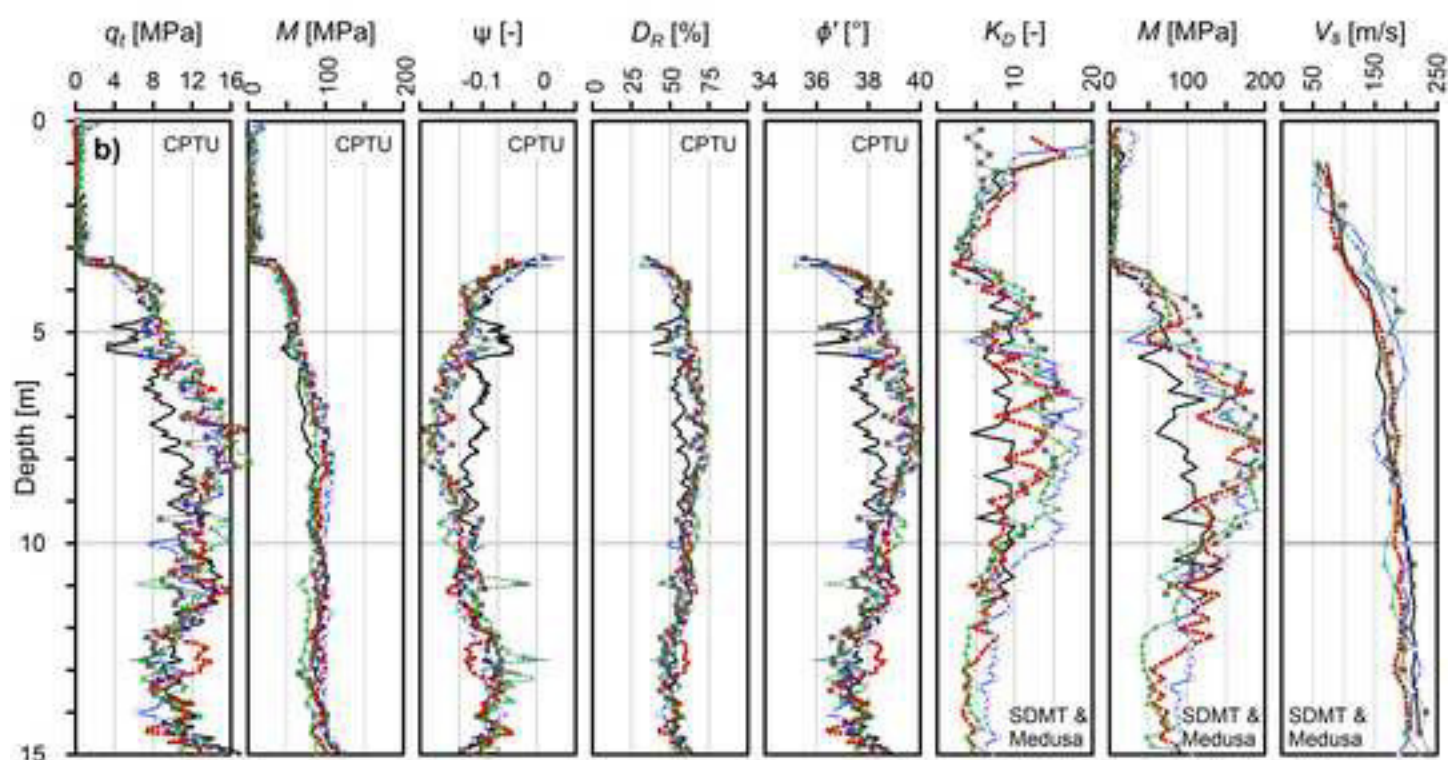 qt [MPa] M [MPa] ψ [-] DR [%] ϕ' [°] KD [-] M [MPa] Vs [m/s]
0 4 8 12 16 0 100 200 -0.1 0 0 25 50 75 34 36 38 40 0 10 20 0 100 200 50 150 250
0 b) CPTU CPTU CPTU CPTU CPTU
5
Depth [m]
10
SDMT & SDMT & SDMT &
15 Medusa Medusa Medusa